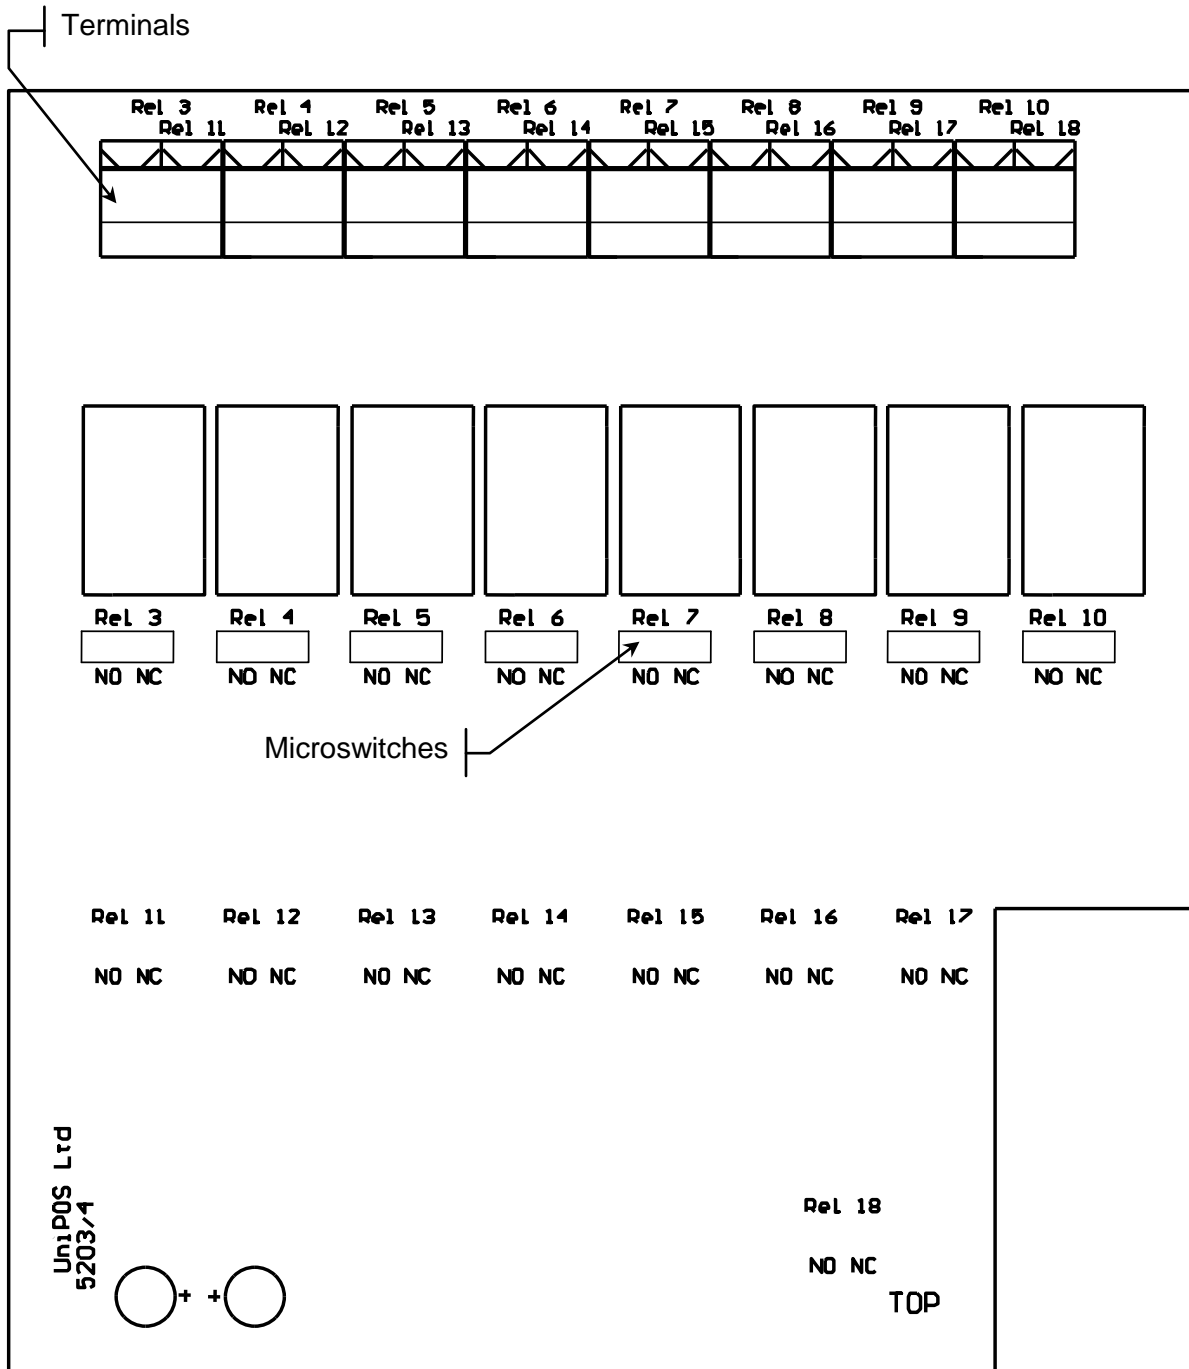 Terminals
Rel 3 Rel 4 Rel 5 Rel 6 Rel 7 Rel 8 Rel 9 Rel 10
Rel 11 Rel 12 Rel 13 Rel 14 Rel 15 Rel 16 Rel 17 Rel 18
Rel 3 Rel 4 Rel 5 Rel 6 Rel 7 Rel 8 Rel 9 Rel 10
NO NC NO NC NO NC NO NC NO NC NO NC NO NC NO NC
Microswitches
Rel 11 Rel 12 Rel 13 Rel 14 Rel 15 Rel 16 Rel 17
NO NC NO NC NO NC NO NC NO NC NO NC NO NC
UniPOS Ltd
5203/4
+ +
Rel 18
NO NC
TOP